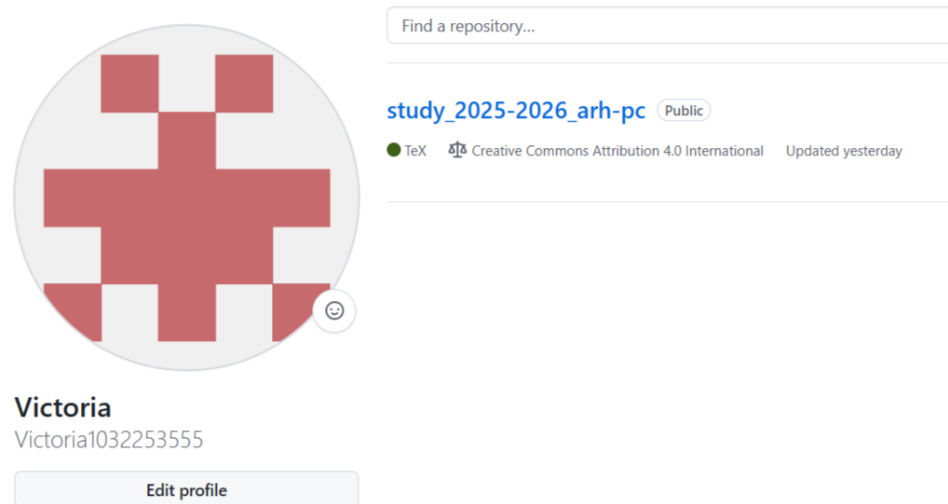 Find a repository...
study_2025-2026_arh-pc Public
TeX Creative Commons Attribution 4.0 International Updated yesterday
Victoria
Victoria1032253555
Edit profile